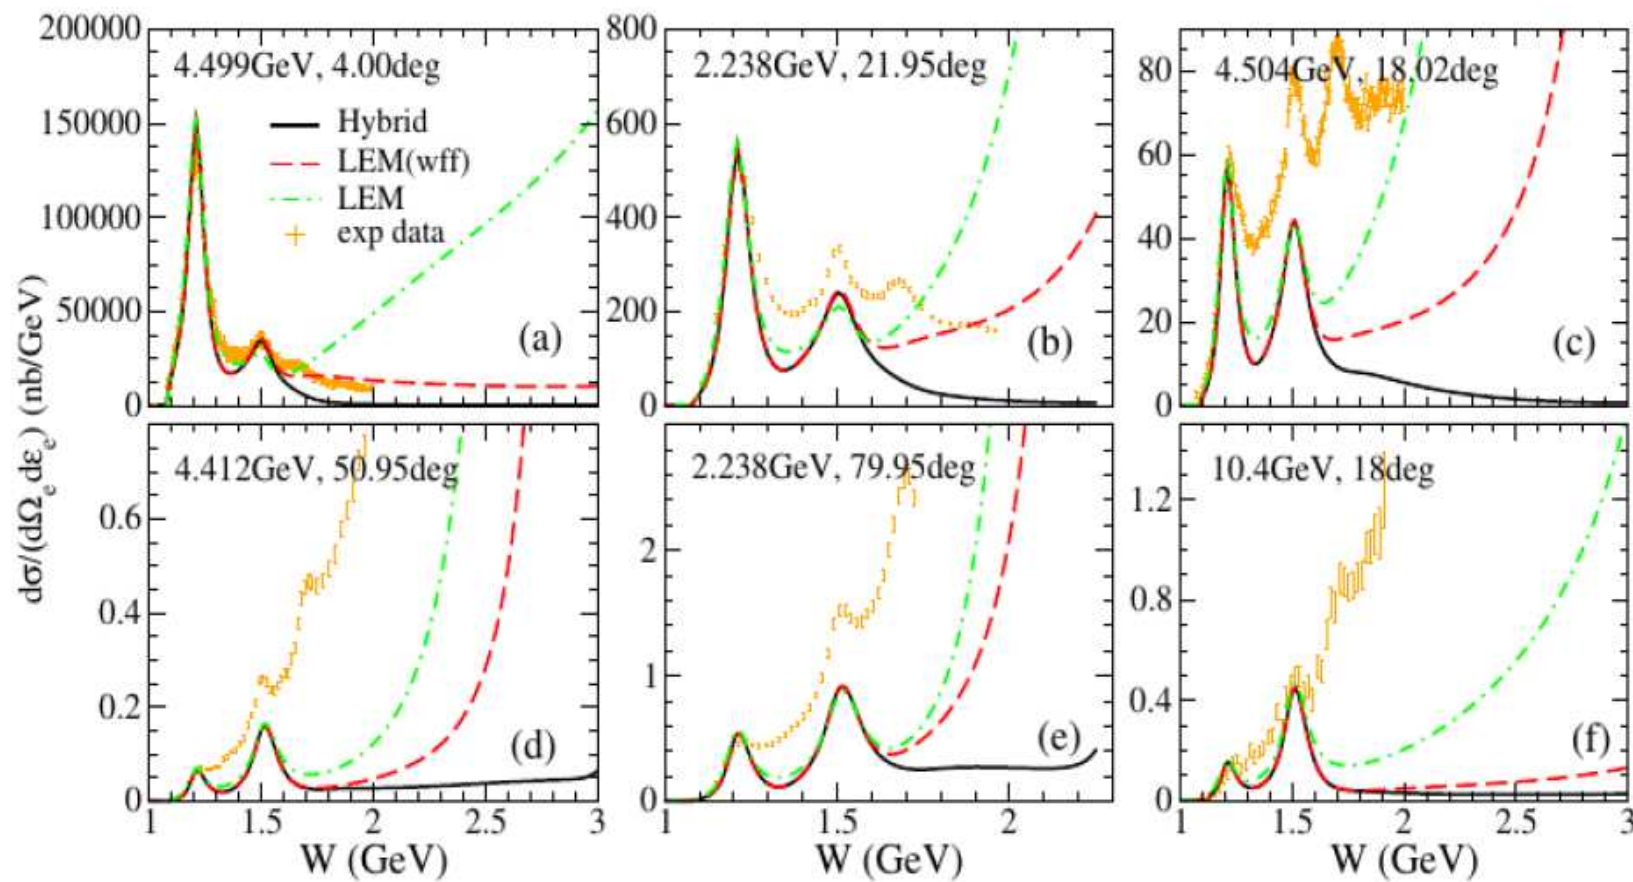 200000
150000
100000
50000
0
4.499GeV, 4.00deg
Hybrid
LEM(wff)
LEM
exp data
(a)
800
600
400
200
0
2.238GeV, 21.95deg
(b)
80
60
40
20
0
4.504GeV, 18.02deg
(c)
dσ/(dΩe dεe) (nb/GeV)
0.6
0.4
0.2
0
4.412GeV, 50.95deg
(d)
1 1.5 2 2.5 3
W (GeV)
2
1
0
2.238GeV, 79.95deg
(e)
1 1.5 2
W (GeV)
1.2
0.8
0.4
0
10.4GeV, 18deg
(f)
1 1.5 2 2.5 3
W (GeV)